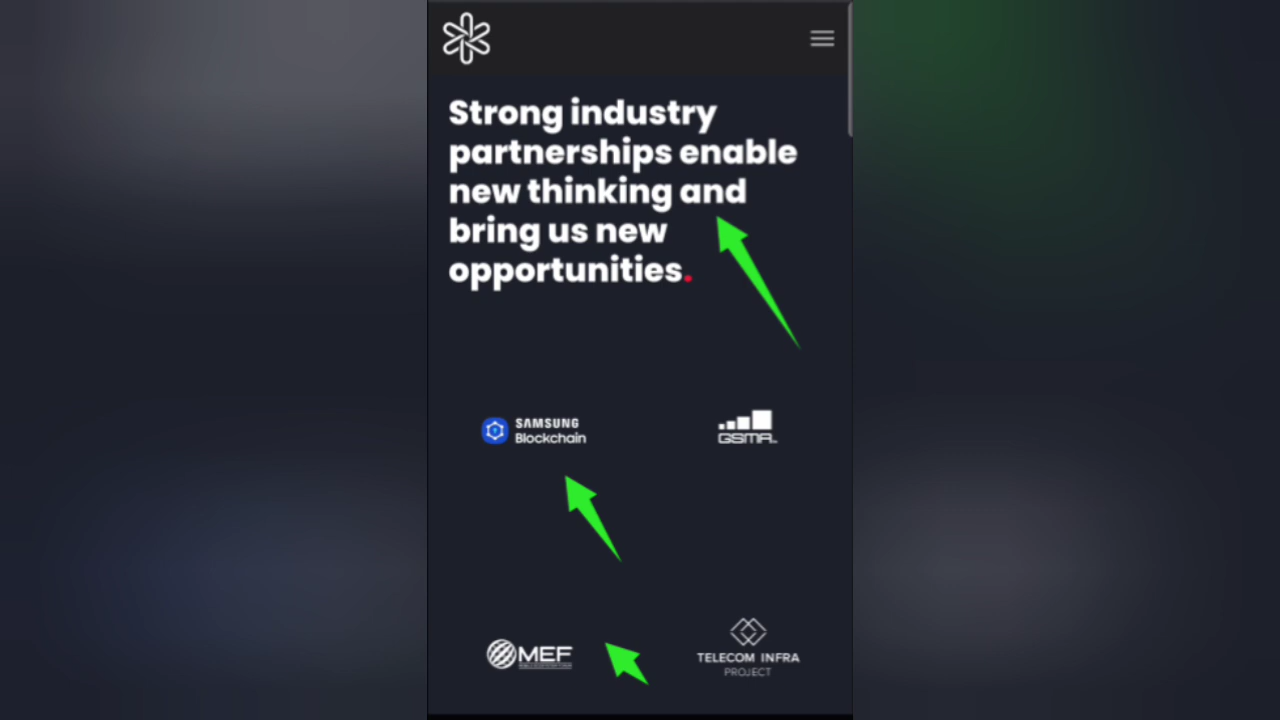 Strong industry
partnerships enable
new thinking and
bring us new
opportunities.
SAMSUNG
Blockchain
GSMA
MEF
TELECOM INFRA
PROJECT